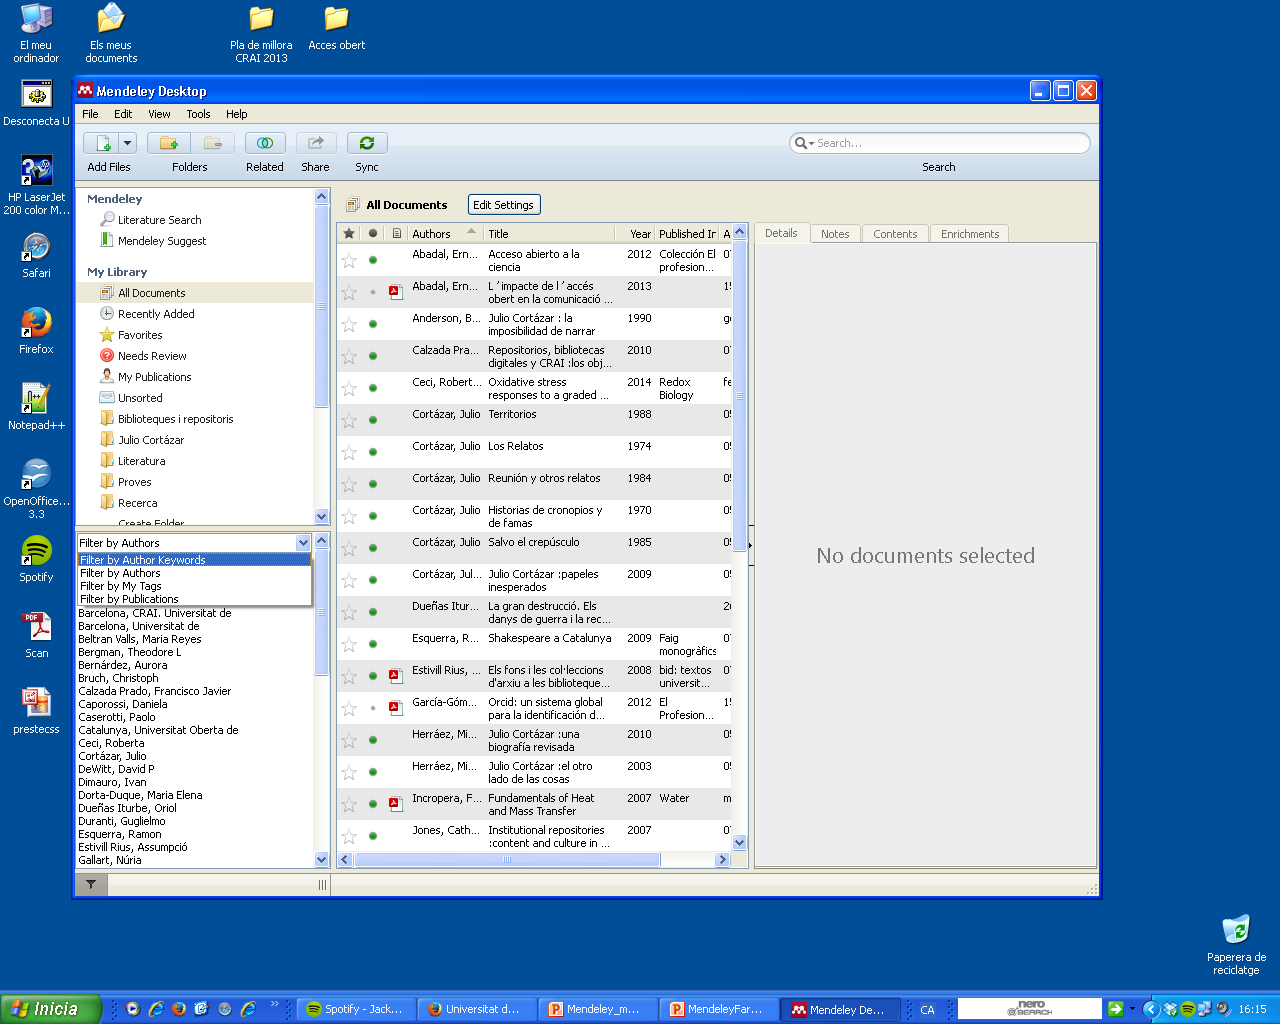 El meu
ordinador
Els meus
documents
Pla de millora
CRAI 2013
Acces obert
Desconecta U
HP LaserJet
200 color M...
Safari
Firefox
Notepad++
OpenOffice...
3.3
Spotify
PDF
Scan
prestecss
Paperera de
reciclatge
Mendeley Desktop
File Edit View Tools Help
Add Files Folders Related Share Sync
Search...
Search
Mendeley
Literature Search
Mendeley Suggest
My Library
All Documents
Recently Added
Favorites
Needs Review
My Publications
Unsorted
Biblioteques i repositoris
Julio Cortázar
Literatura
Proves
Recerca
Create Folder
Filter by Authors
Filter by Author Keywords
Filter by Authors
Filter by My Tags
Filter by Publications
Barcelona, CRAI. Universitat de
Barcelona, Universitat de
Beltran Valls, Maria Reyes
Bergman, Theodore L
Bernárdez, Aurora
Bruch, Christoph
Calzada Prado, Francisco Javier
Caporossi, Daniela
Caserotti, Paolo
Catalunya, Universitat Oberta de
Ceci, Roberta
Cortázar, Julio
DeWitt, David P
Dimauro, Ivan
Dorta-Duque, Maria Elena
Dueñas Iturbe, Oriol
Duranti, Guglielmo
Esquerra, Ramon
Estivill Rius, Assumpció
Gallart, Núria
All Documents Edit Settings
Authors Title Year Published In A
Abadal, Ern... Acceso abierto a la 2012 Colección El
ciencia profesion...
Abadal, Ern... L´impacte de l´accés 2013
obert en la comunicació ...
Anderson, B... Julio Cortázar : la 1990
imposibilidad de narrar
Calzada Pra... Repositorios, bibliotecas 2010
digitales y CRAI :los obj...
Ceci, Robert... Oxidative stress 2014 Redox
responses to a graded ... Biology
Cortázar, Julio Territorios 1988
Cortázar, Julio Los Relatos 1974
Cortázar, Julio Reunión y otros relatos 1984
Cortázar, Julio Historias de cronopios y 1970
de famas
Cortázar, Julio Salvo el crepúsculo 1985
Cortázar, Jul... Julio Cortázar :papeles 2009
inesperados
Dueñas Itur... La gran destrucció. Els
danys de guerra i la rec...
Esquerra, R... Shakespeare a Catalunya 2009 Faig
monogràfics
Estivill Rius, ... Els fons i les col·leccions 2008 bid: textos
d'arxiu a les biblioteque... universit...
García-Góm... Orcid: un sistema global 2012 El
para la identificación d... Profesion...
Herráez, Mi... Julio Cortázar :una 2010
biografía revisada
Herráez, Mi... Julio Cortázar :el otro 2003
lado de las cosas
Incropera, F... Fundamentals of Heat 2007 Water
and Mass Transfer
Jones, Cath... Institutional repositories 2007
:content and culture in ...
Details Notes Contents Enrichments
No documents selected
Inicia
Spotify - Jack...
Universitat d...
Mendeley_m...
MendeleyFar...
Mendeley De...
CA
nero
SEARCH
16:15